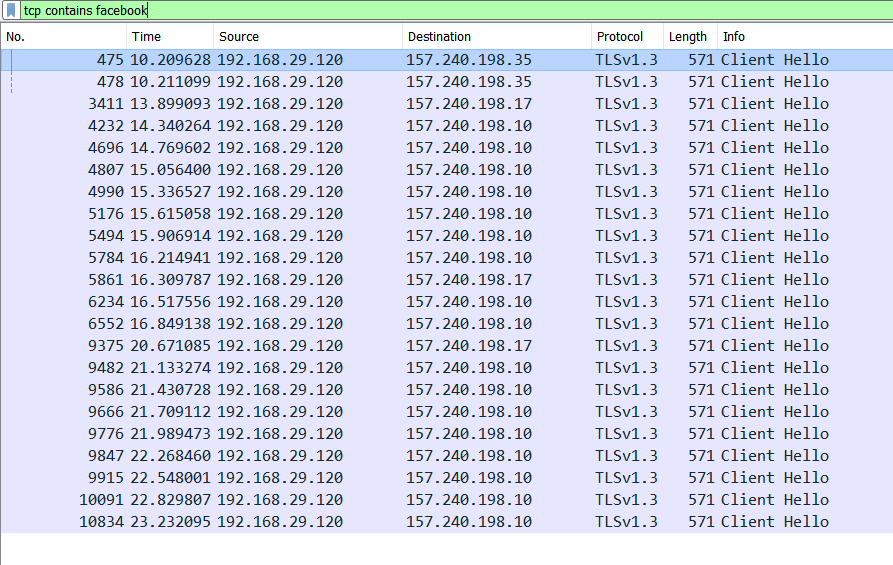 tcp contains facebook
No. Time Source Destination Protocol Length Info
475 10.209628 192.168.29.120 157.240.198.35 TLSv1.3 571 Client Hello
478 10.211099 192.168.29.120 157.240.198.35 TLSv1.3 571 Client Hello
3411 13.899093 192.168.29.120 157.240.198.17 TLSv1.3 571 Client Hello
4232 14.340264 192.168.29.120 157.240.198.10 TLSv1.3 571 Client Hello
4696 14.769602 192.168.29.120 157.240.198.10 TLSv1.3 571 Client Hello
4807 15.056400 192.168.29.120 157.240.198.10 TLSv1.3 571 Client Hello
4990 15.336527 192.168.29.120 157.240.198.10 TLSv1.3 571 Client Hello
5176 15.615058 192.168.29.120 157.240.198.10 TLSv1.3 571 Client Hello
5494 15.906914 192.168.29.120 157.240.198.10 TLSv1.3 571 Client Hello
5784 16.214941 192.168.29.120 157.240.198.10 TLSv1.3 571 Client Hello
5861 16.309787 192.168.29.120 157.240.198.17 TLSv1.3 571 Client Hello
6234 16.517556 192.168.29.120 157.240.198.10 TLSv1.3 571 Client Hello
6552 16.849138 192.168.29.120 157.240.198.10 TLSv1.3 571 Client Hello
9375 20.671085 192.168.29.120 157.240.198.17 TLSv1.3 571 Client Hello
9482 21.133274 192.168.29.120 157.240.198.10 TLSv1.3 571 Client Hello
9586 21.430728 192.168.29.120 157.240.198.10 TLSv1.3 571 Client Hello
9666 21.709112 192.168.29.120 157.240.198.10 TLSv1.3 571 Client Hello
9776 21.989473 192.168.29.120 157.240.198.10 TLSv1.3 571 Client Hello
9847 22.268460 192.168.29.120 157.240.198.10 TLSv1.3 571 Client Hello
9915 22.548001 192.168.29.120 157.240.198.10 TLSv1.3 571 Client Hello
10091 22.829807 192.168.29.120 157.240.198.10 TLSv1.3 571 Client Hello
10834 23.232095 192.168.29.120 157.240.198.10 TLSv1.3 571 Client Hello